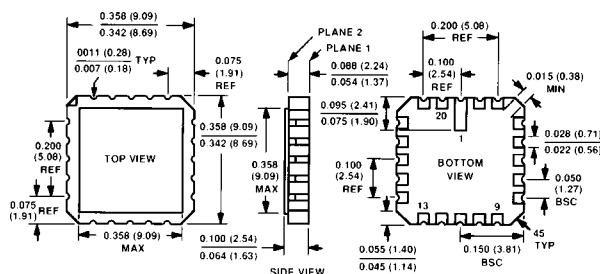 0.358 (9.09)
0.342 (8.69)
0011 (0.28)
0.007 (0.18)
TYP
0.075
(1.91)
REF
0.200
(5.08)
REF
0.075
(1.91)
REF
TOP VIEW
0.358 (9.09)
0.342 (8.69)
0.358 (9.09)
MAX
PLANE 2
PLANE 1
0.088 (2.24)
0.054 (1.37)
0.358
(9.09)
MAX
0.100 (2.54)
0.064 (1.63)
SIDE VIEW
0.200 (5.08)
REF
0.100
(2.54)
REF
0.015 (0.38)
MIN
0.095 (2.41)
0.075 (1.90)
20
1
0.028 (0.71)
0.022 (0.56)
0.100
(2.54)
REF
BOTTOM
VIEW
0.050
(1.27)
BSC
13
9
45
TYP
0.055 (1.40)
0.045 (1.14)
0.150 (3.81)
BSC